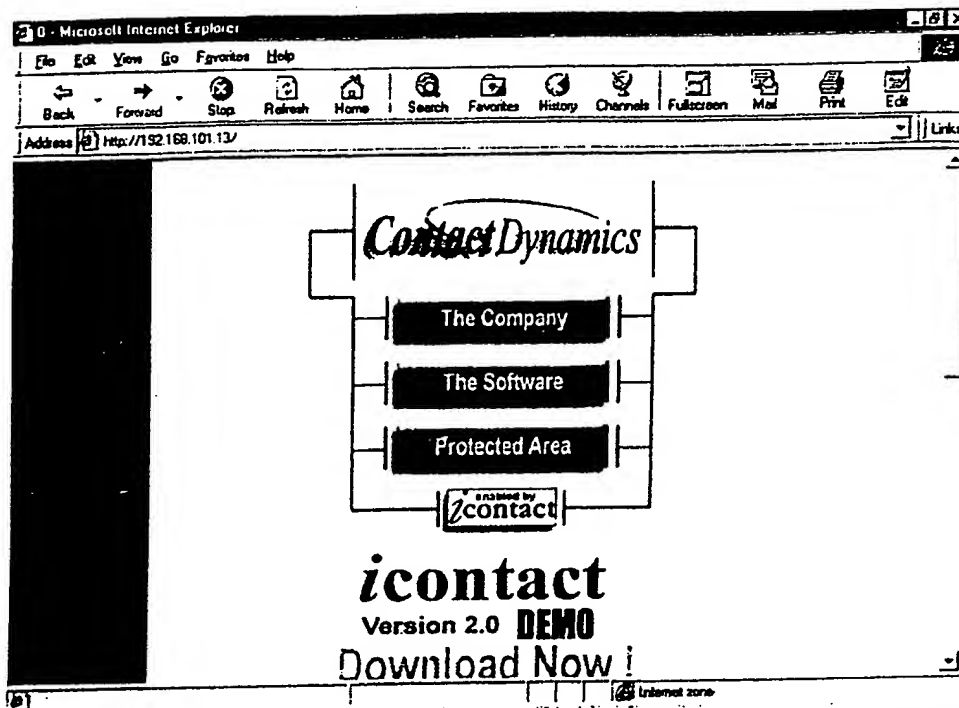 0 - Microsoft Internet Explorer
File Edit View Go Favorites Help
Back Forward Stop Refresh Home Search Favorites History Channels Fullscreen Mail Print Edit
Address http://192.168.101.13/ Links
Contact Dynamics
The Company
The Software
Protected Area
enabled by
icontact
icontact
Version 2.0 DEMO
Download Now !
Internet zone